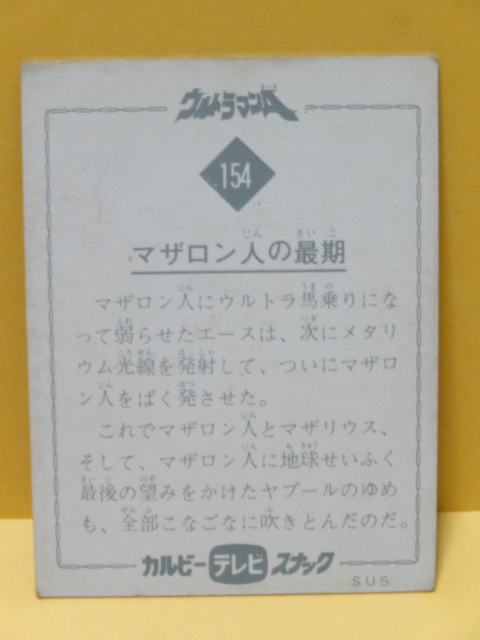 ウルトラマンA
154
マザロン人の最期
マザロン人にウルトラ馬乗りにな
って弱らせたエースは、次にメタリ
ウム光線を発射して、ついにマザロ
ン人をばく発させた。
これでマザロン人とマザリウス、
そして、マザロン人に地球せいふく
最後の望みをかけたヤプールのゆめ
も、全部こなごなに吹きとんだのだ。
カルビー テレビ スナック
SU5